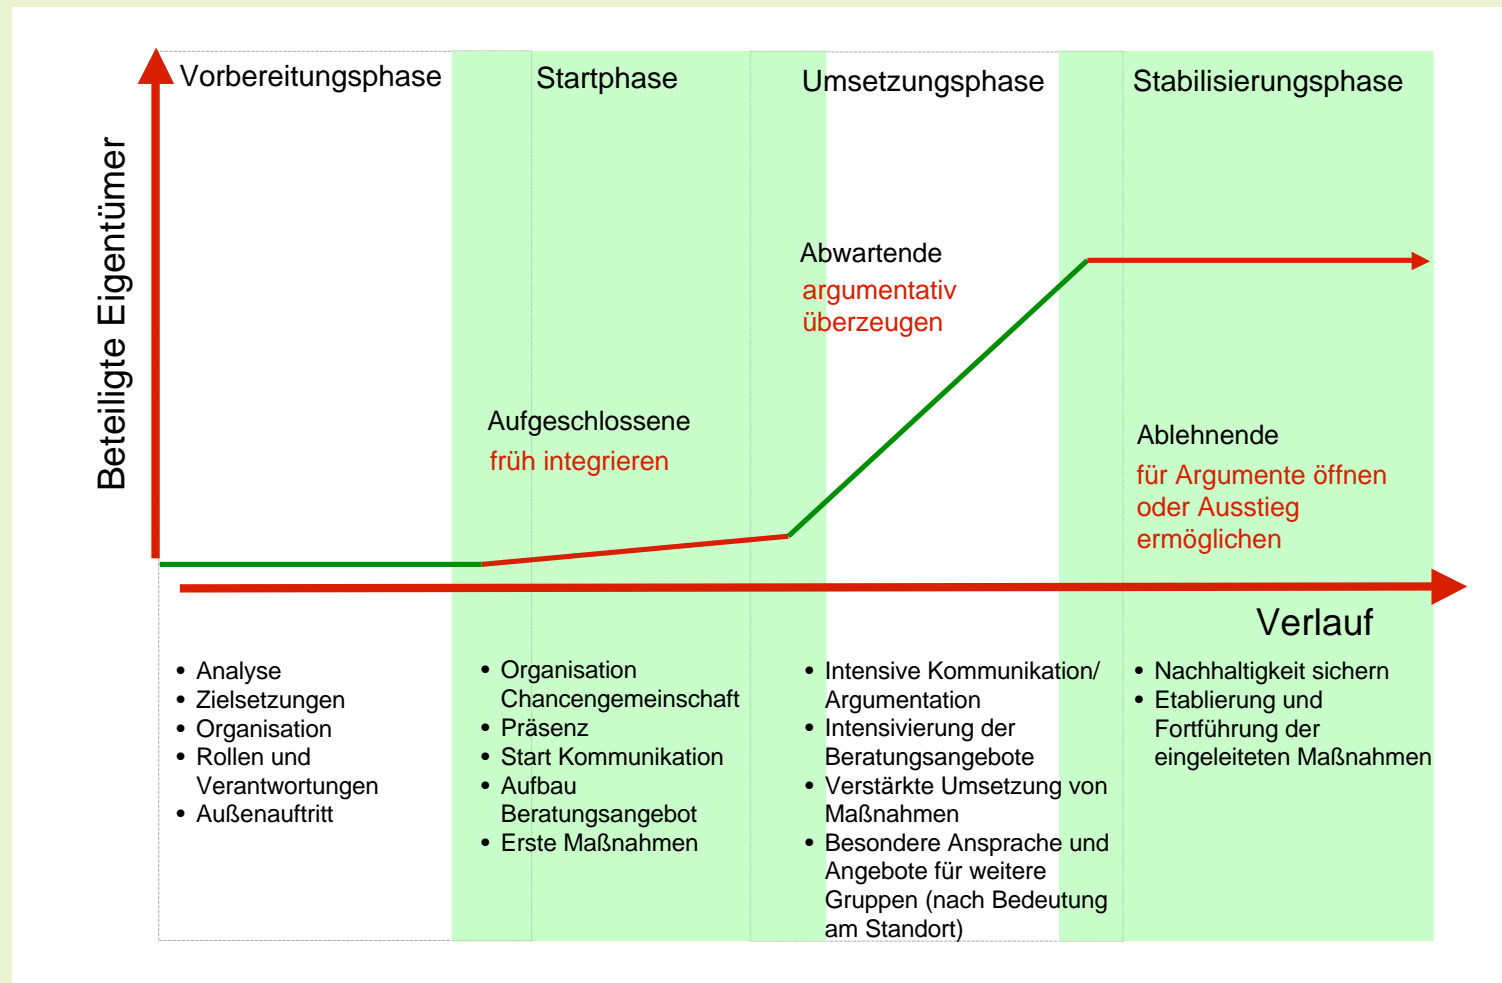 Vorbereitungsphase
Startphase
Umsetzungsphase
Stabilisierungsphase
Beteiligte Eigentümer
Abwartende
argumentativ
überzeugen
Aufgeschlossene
früh integrieren
Ablehnende
für Argumente öffnen
oder Ausstieg
ermöglichen
Verlauf
• Analyse
• Zielsetzungen
• Organisation
• Rollen und
Verantwortungen
• Außenauftritt
• Organisation
Chancengemeinschaft
• Präsenz
• Start Kommunikation
• Aufbau
Beratungsangebot
• Erste Maßnahmen
• Intensive Kommunikation/
Argumentation
• Intensivierung der
Beratungsangebote
• Verstärkte Umsetzung von
Maßnahmen
• Besondere Ansprache und
Angebote für weitere
Gruppen (nach Bedeutung
am Standort)
• Nachhaltigkeit sichern
• Etablierung und
Fortführung der
eingeleiteten Maßnahmen